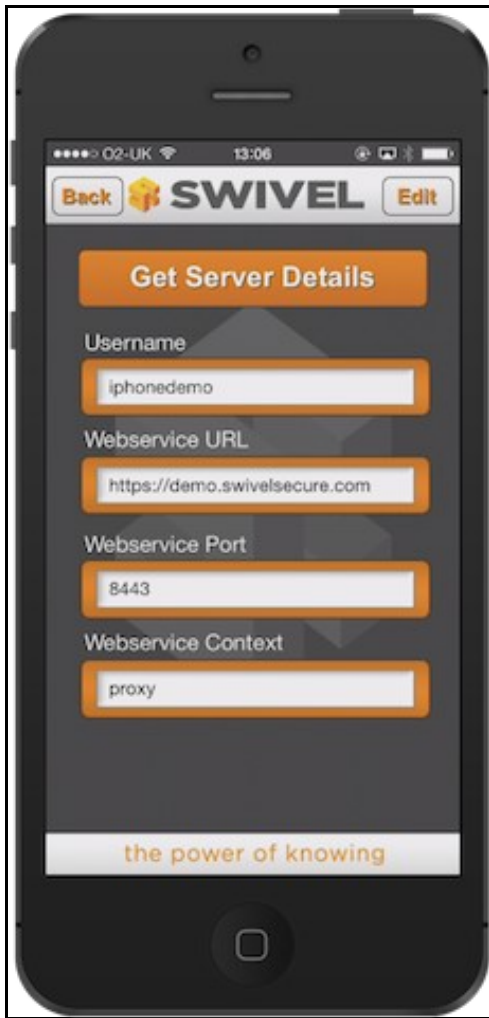 O2-UK 13:06
Back SWIVEL Edit
Get Server Details
Username
iphonedemo
Webservice URL
https://demo.swivelsecure.com
Webservice Port
8443
Webservice Context
proxy
the power of knowing